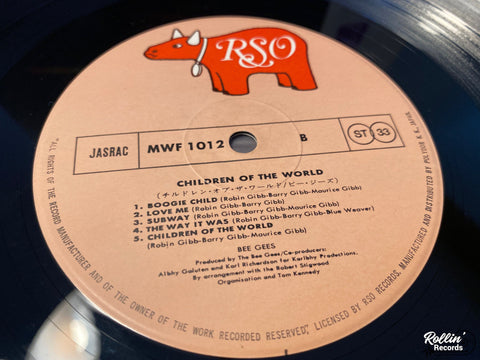 RSO
JASRAC
MWF 1012
B
ST 33
CHILDREN OF THE WORLD
(チルドレン・オブ・ザ・ワールド/ビー・ジーズ)
1. BOOGIE CHILD (Robin Gibb-Barry Gibb-Maurice Gibb)
2. LOVE ME (Robin Gibb-Barry Gibb)
3. SUBWAY (Robin Gibb-Barry Gibb-Maurice Gibb)
4. THE WAY IT WAS (Robin Gibb-Barry Gibb-Blue Weaver)
5. CHILDREN OF THE WORLD
(Robin Gibb-Barry Gibb-Maurice Gibb)
BEE GEES
Produced by The Bee Gees/Co-producers:
Albhy Galuten and Karl Richardson for Karlbhy Productions.
By arrangement with the Robert Stigwood
Organisation and Tom Kennedy
"ALL RIGHTS OF THE RECORD MANUFACTURER AND OF THE OWNER OF THE WORK RECORDED RESERVED", LICENSED BY RSO RECORDS, MANUFACTURED AND DISTRIBUTED BY POLYDOR K.K. JAPAN
Rollin'
Records